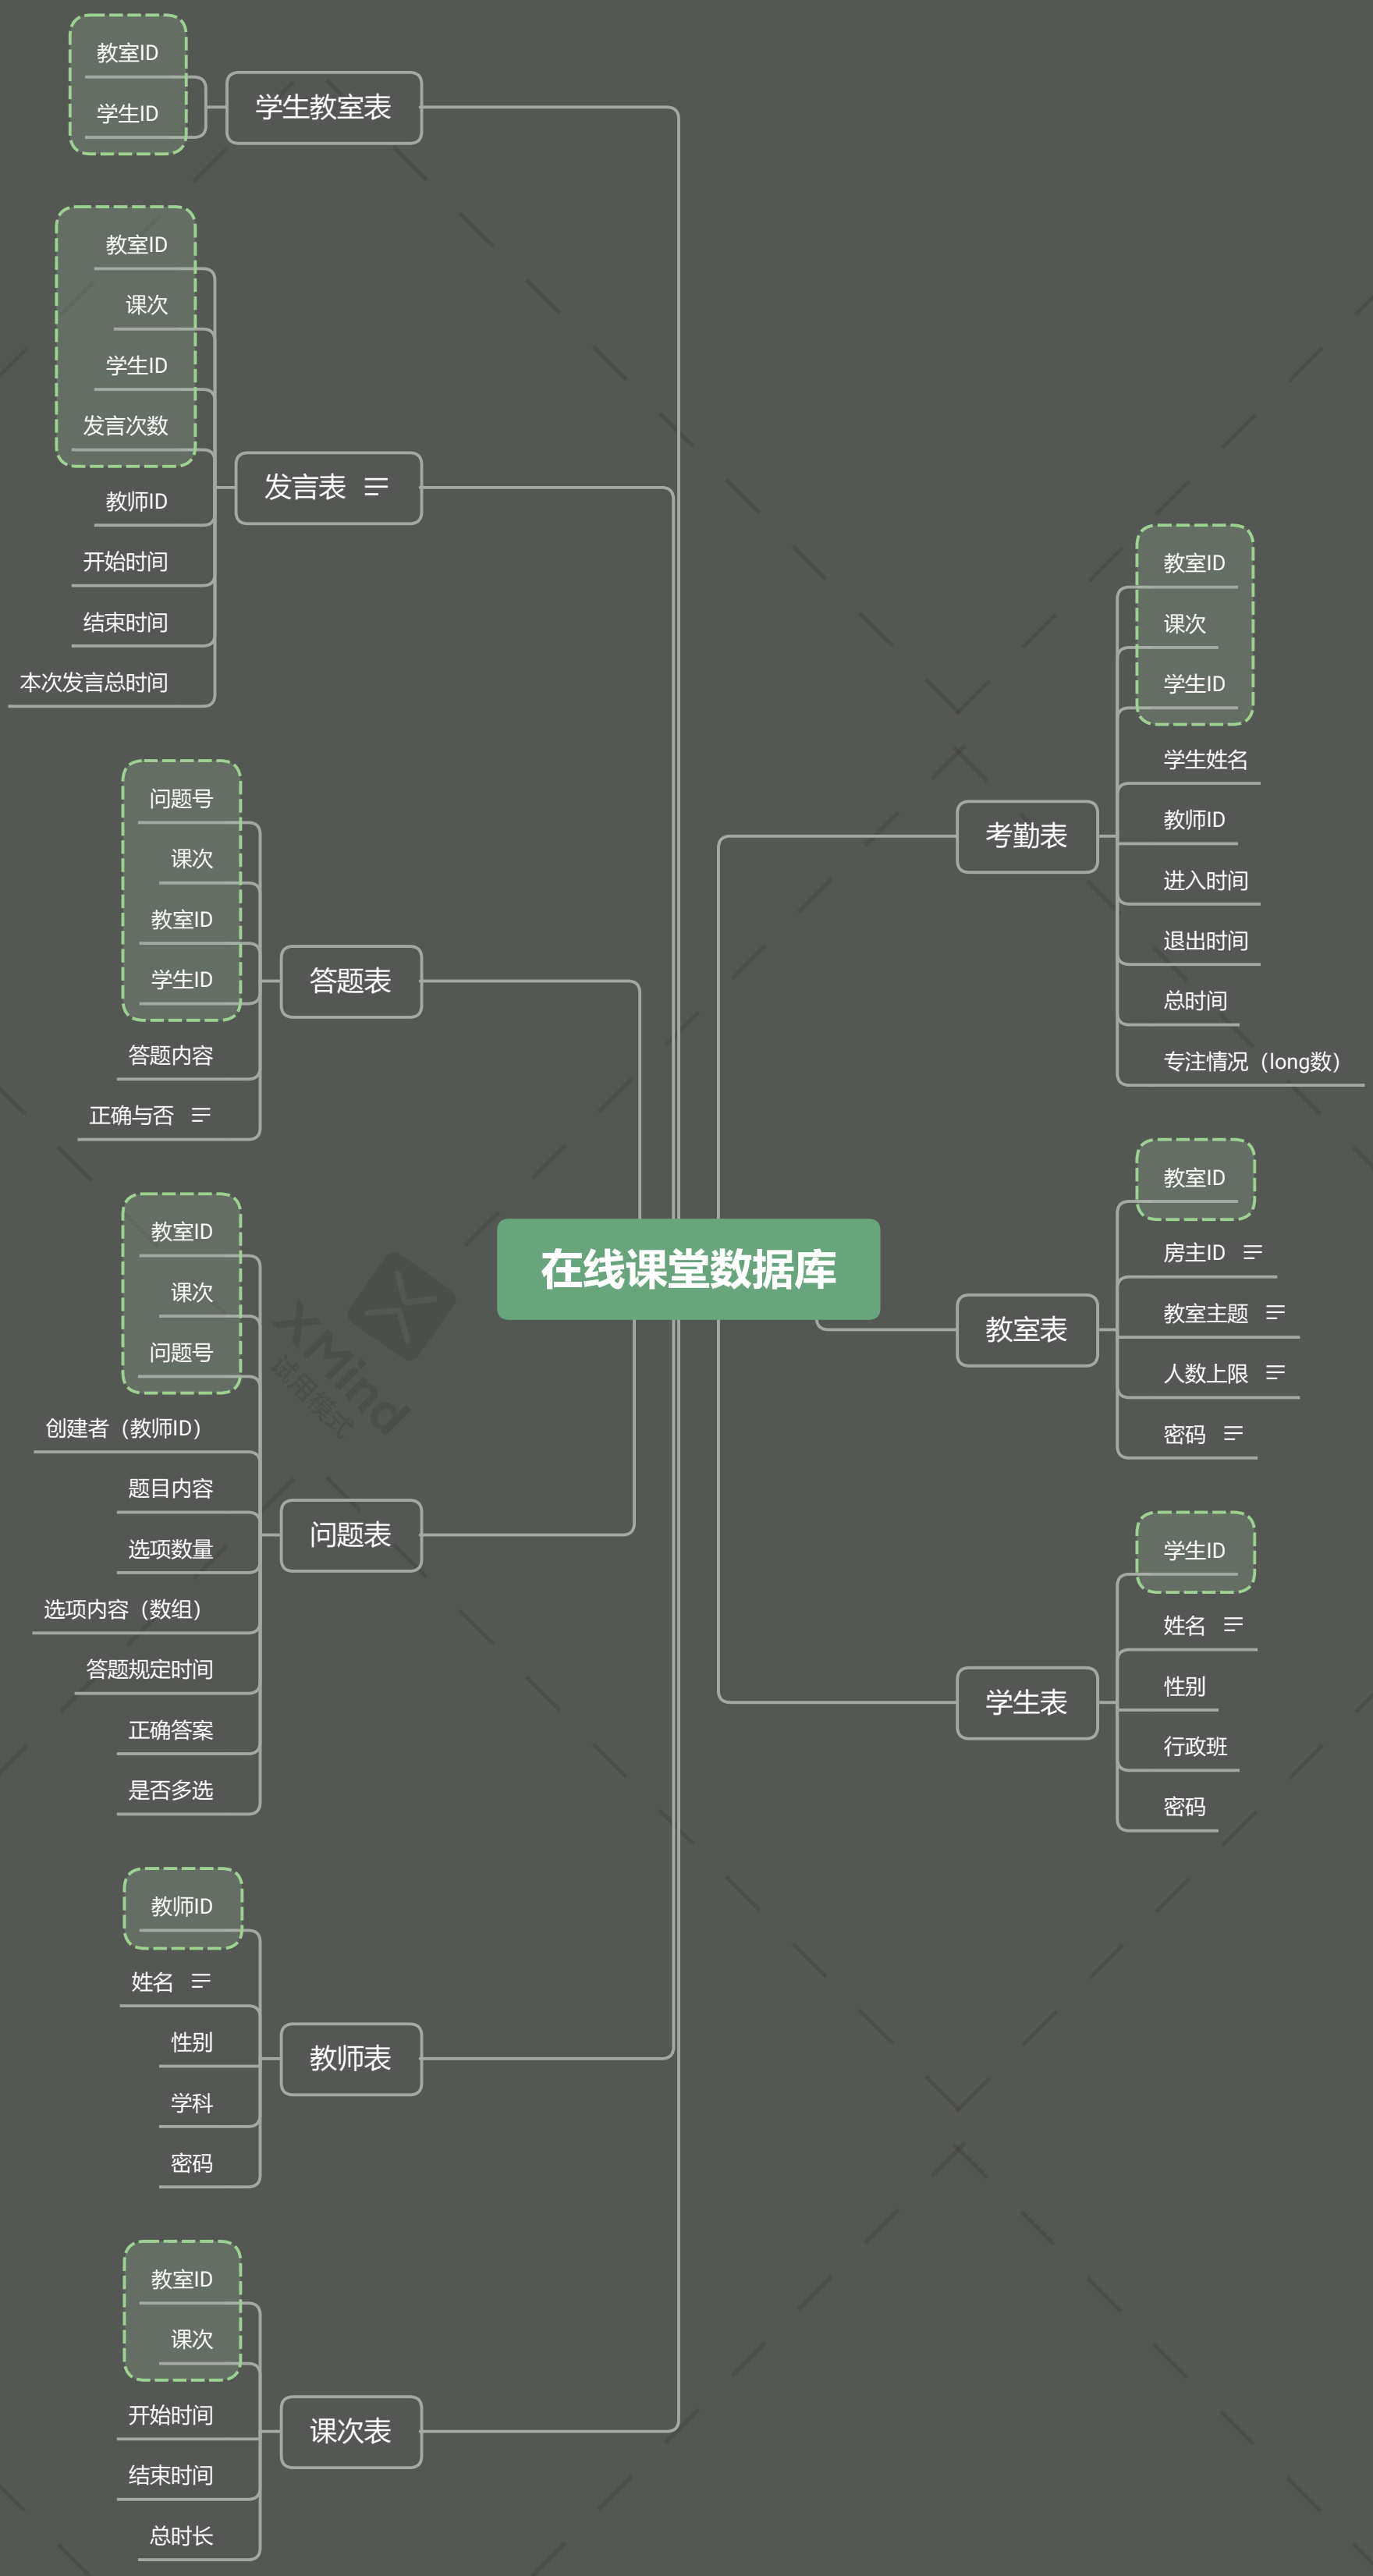 教室ID
学生ID
学生教室表
教室ID
课次
学生ID
发言次数
教师ID
开始时间
结束时间
本次发言总时间
发言表
问题号
课次
教室ID
学生ID
答题内容
正确与否
答题表
教室ID
课次
问题号
创建者（教师ID）
题目内容
选项数量
选项内容（数组）
答题规定时间
正确答案
是否多选
问题表
教师ID
姓名
性别
学科
密码
教师表
教室ID
课次
开始时间
结束时间
总时长
课次表
在线课堂数据库
考勤表
教室ID
课次
学生ID
学生姓名
教师ID
进入时间
退出时间
总时间
专注情况（long数）
教室表
教室ID
房主ID
教室主题
人数上限
密码
学生表
学生ID
姓名
性别
行政班
密码
XMind
试用模式